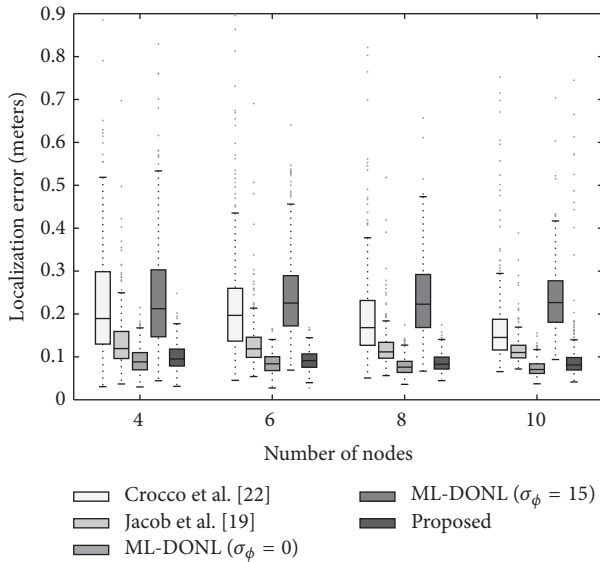 0.9
0.8
0.7
0.6
0.5
0.4
0.3
0.2
0.1
0
Localization error (meters)
4 6 8 10
Number of nodes
Crocco et al. [22]
Jacob et al. [19]
ML-DONL (σ_ϕ = 0)
ML-DONL (σ_ϕ = 15)
Proposed